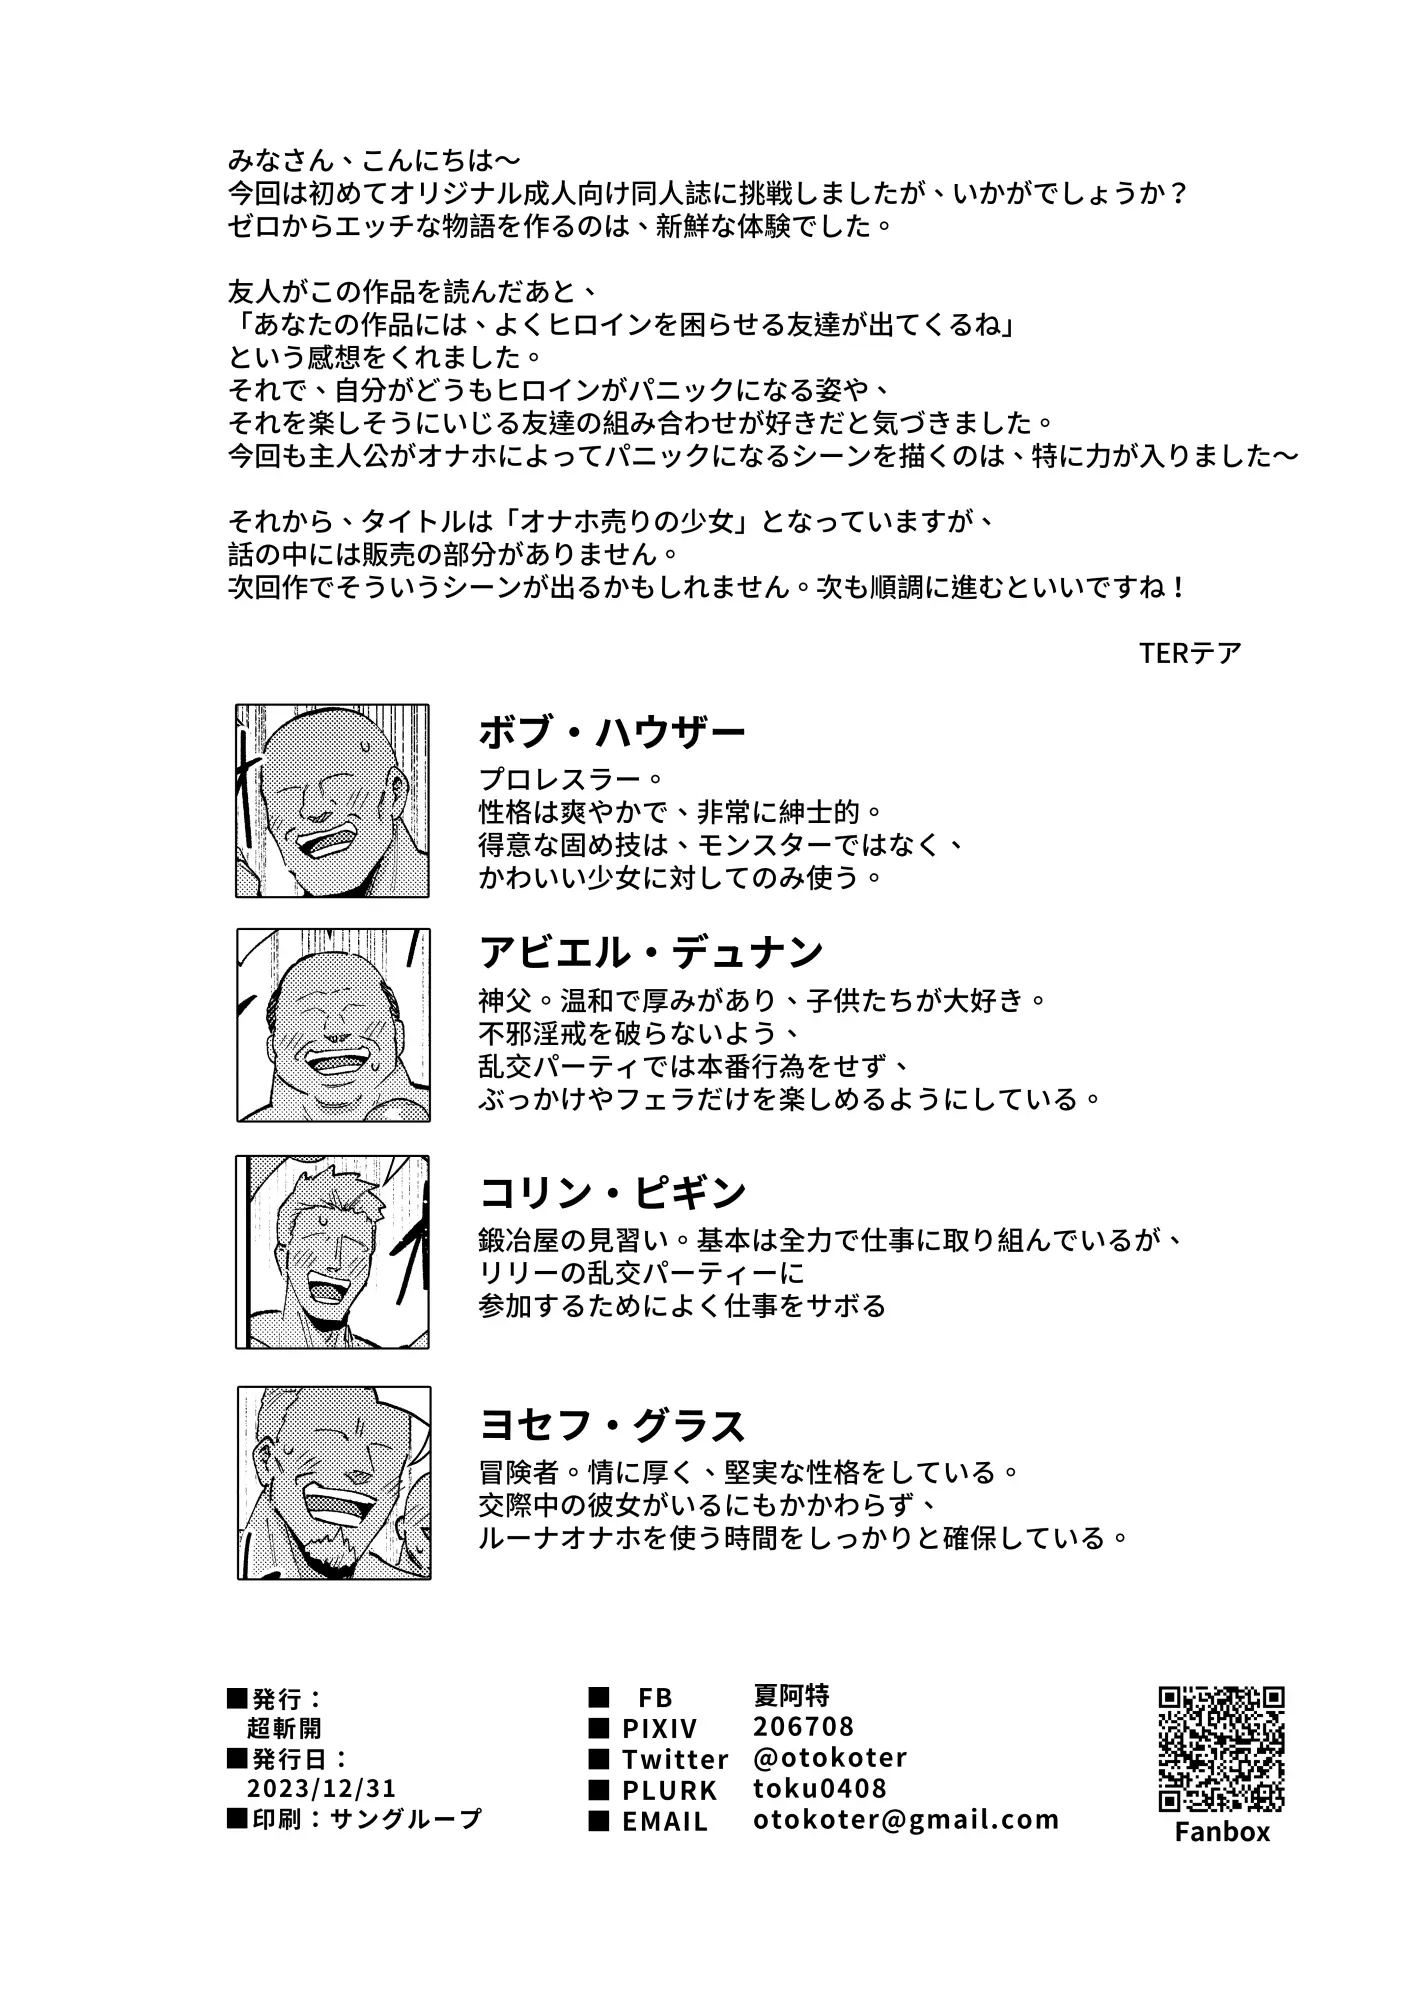 みなさん、こんにちは～
今回は初めてオリジナル成人向け同人誌に挑戦しましたが、いかがでしょうか？
ゼロからエッチな物語を作るのは、新鮮な体験でした。
友人がこの作品を読んだあと、
「あなたの作品には、よくヒロインを困らせる友達が出てくるね」
という感想をくれました。
それで、自分がどうもヒロインがパニックになる姿や、
それを楽しそうにいじる友達の組み合わせが好きだと気づきました。
今回も主人公がオナホによってパニックになるシーンを描くのは、特に力が入りました～
それから、タイトルは「オナホ売りの少女」となっていますが、
話の中には販売の部分がありません。
次回作でそういうシーンが出るかもしれません。次も順調に進むといいですね！
TERテア
ボブ・ハウザー
プロレスラー。
性格は爽やかで、非常に紳士的。
得意な固め技は、モンスターではなく、
かわいい少女に対してのみ使う。
アビエル・デュナン
神父。温和で厚みがあり、子供たちが大好き。
不邪淫戒を破らないよう、
乱交パーティでは本番行為をせず、
ぶっかけやフェラだけを楽しめるようにしている。
コリン・ピギン
鍛冶屋の見習い。基本は全力で仕事に取り組んでいるが、
リリーの乱交パーティーに
参加するためによく仕事をサボる
ヨセフ・グラス
冒険者。情に厚く、堅実な性格をしている。
交際中の彼女がいるにもかかわらず、
ルーナオナホを使う時間をしっかりと確保している。
■発行：
超斬開
■発行日：
2023/12/31
■印刷：サングループ
■ FB 夏阿特
■ PIXIV 206708
■ Twitter @otokoter
■ PLURK toku0408
■ EMAIL otokoter@gmail.com
Fanbox